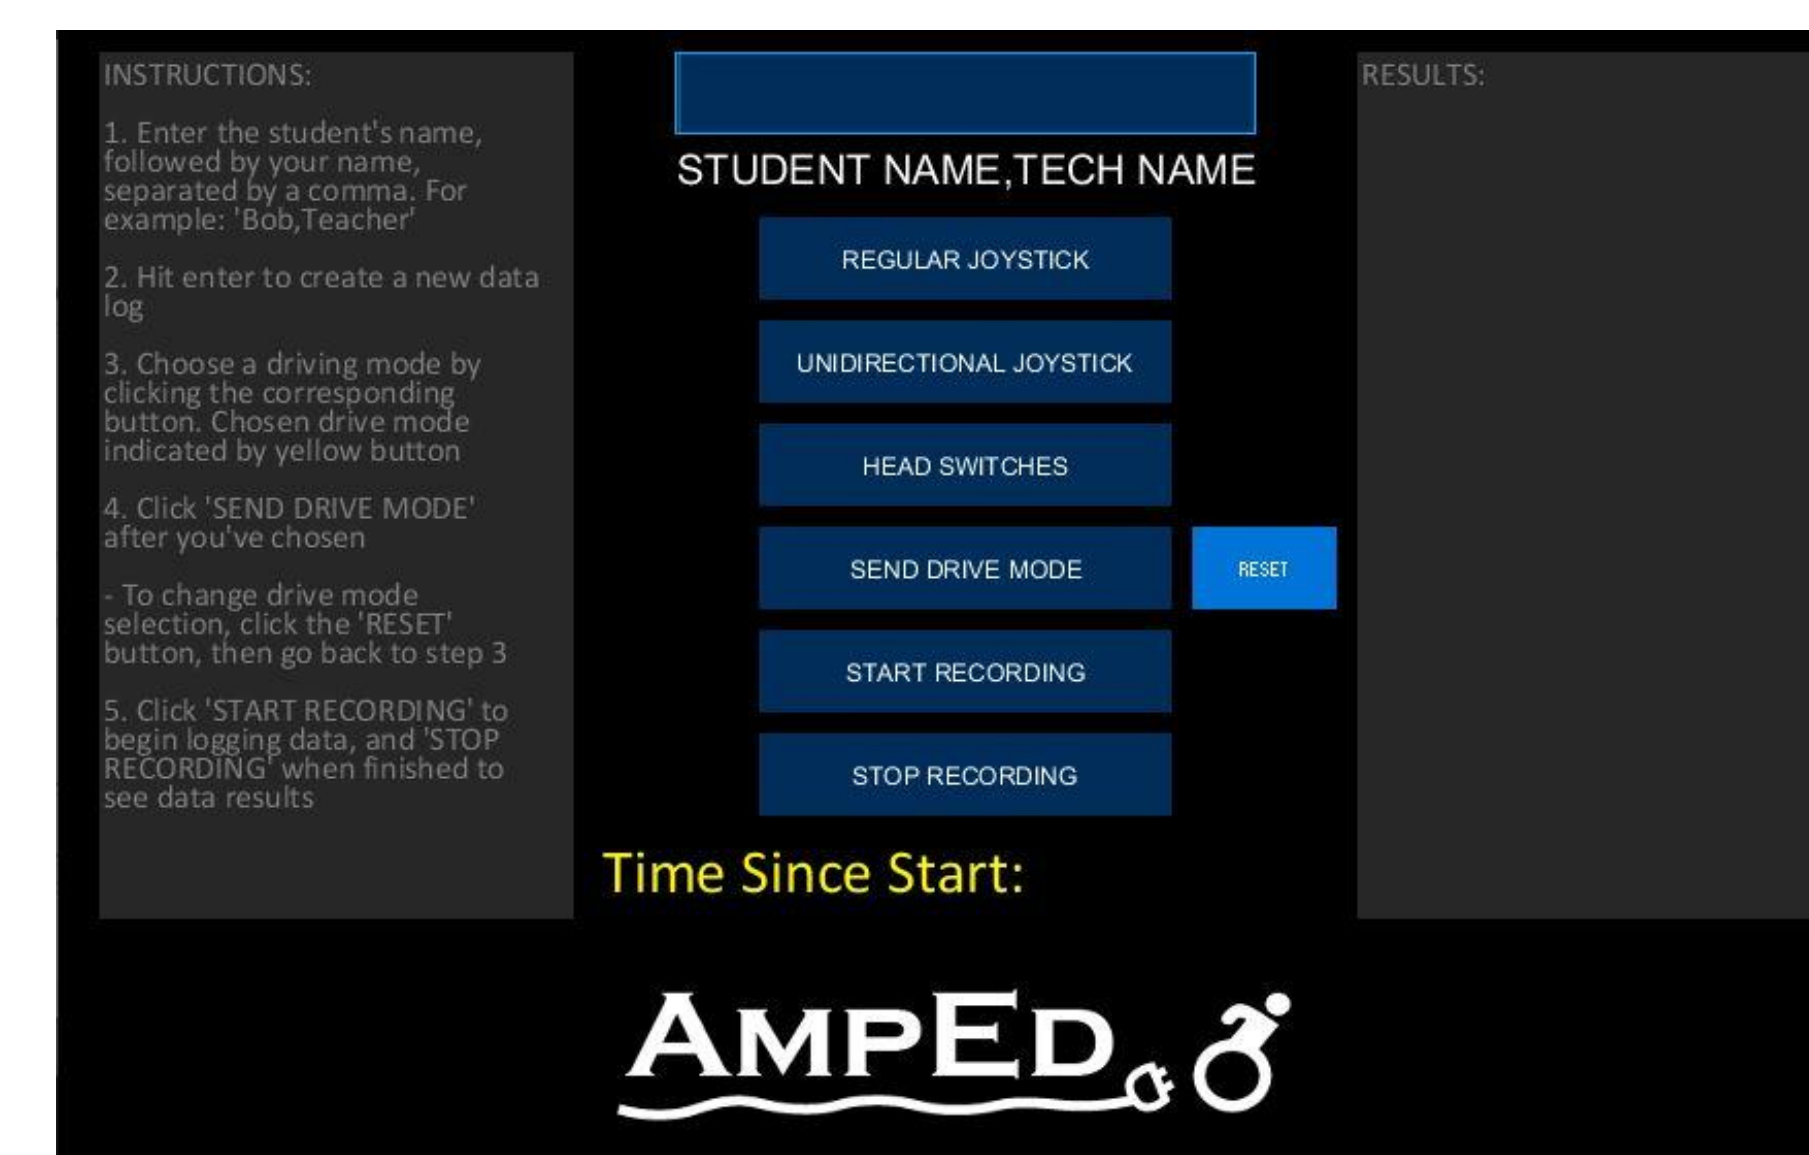 INSTRUCTIONS:
1. Enter the student's name,
followed by your name,
separated by a comma. For
example: 'Bob,Teacher'
2. Hit enter to create a new data
log
3. Choose a driving mode by
clicking the corresponding
button. Chosen drive mode
indicated by yellow button
4. Click 'SEND DRIVE MODE'
after you've chosen
- To change drive mode
selection, click the 'RESET'
button, then go back to step 3
5. Click 'START RECORDING' to
begin logging data, and 'STOP
RECORDING' when finished to
see data results
STUDENT NAME,TECH NAME
REGULAR JOYSTICK
UNIDIRECTIONAL JOYSTICK
HEAD SWITCHES
SEND DRIVE MODE
RESET
START RECORDING
STOP RECORDING
Time Since Start:
RESULTS:
AMPED